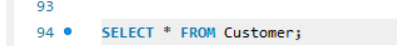 93
94 SELECT * FROM Customer;